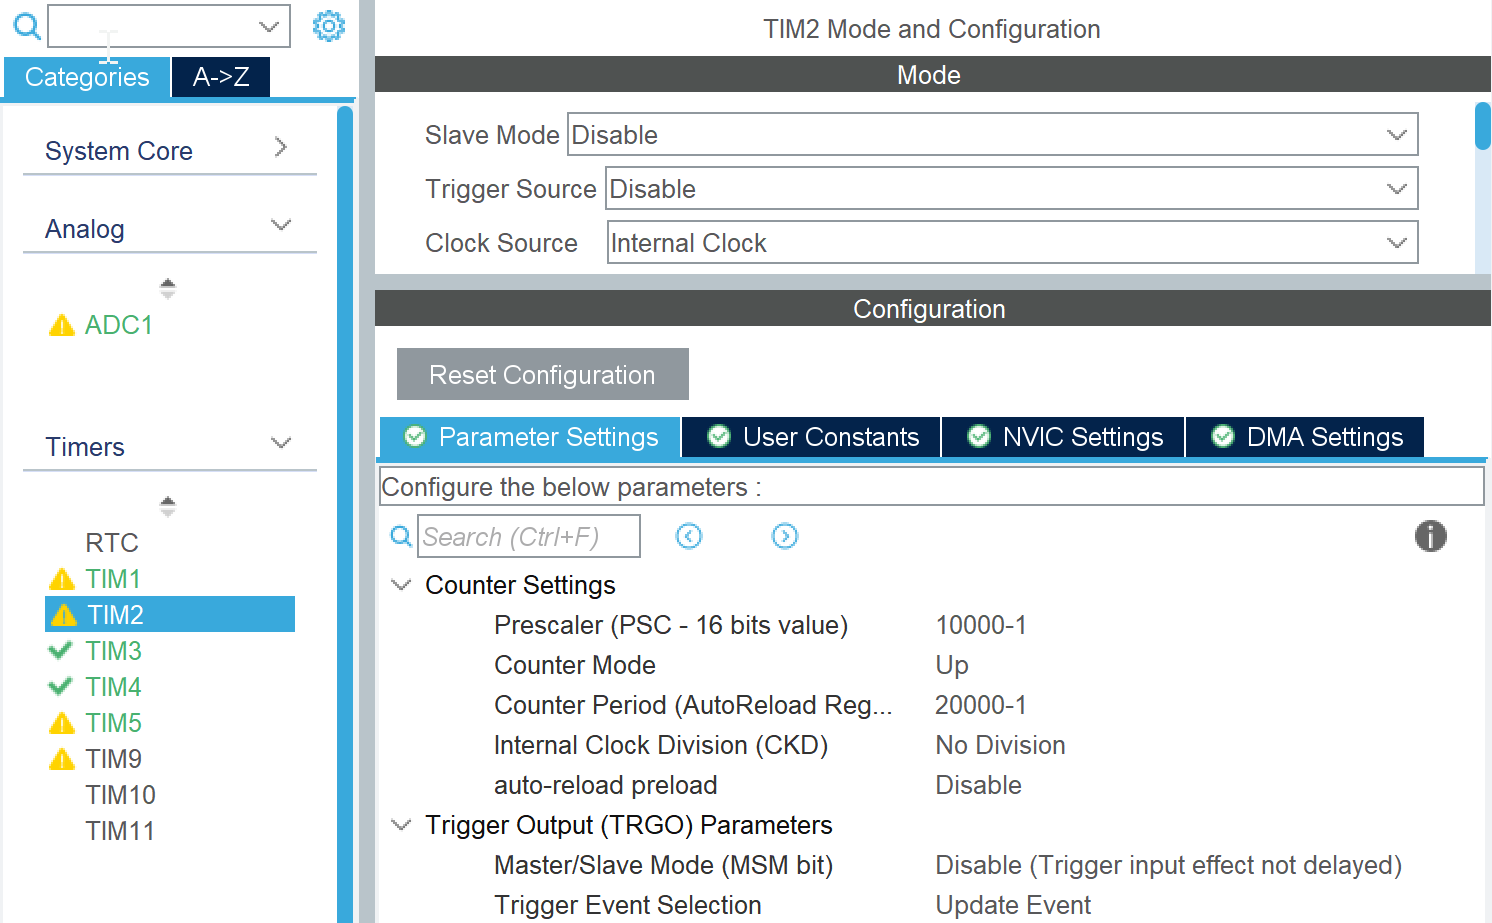 Categories
A->Z
System Core
Analog
ADC1
Timers
RTC
TIM1
TIM2
TIM3
TIM4
TIM5
TIM9
TIM10
TIM11
TIM2 Mode and Configuration
Mode
Slave Mode Disable
Trigger Source Disable
Clock Source Internal Clock
Configuration
Reset Configuration
Parameter Settings User Constants NVIC Settings DMA Settings
Configure the below parameters :
Search (Ctrl+F)
Counter Settings
Prescaler (PSC - 16 bits value) 10000-1
Counter Mode Up
Counter Period (AutoReload Reg... 20000-1
Internal Clock Division (CKD) No Division
auto-reload preload Disable
Trigger Output (TRGO) Parameters
Master/Slave Mode (MSM bit) Disable (Trigger input effect not delayed)
Trigger Event Selection Update Event